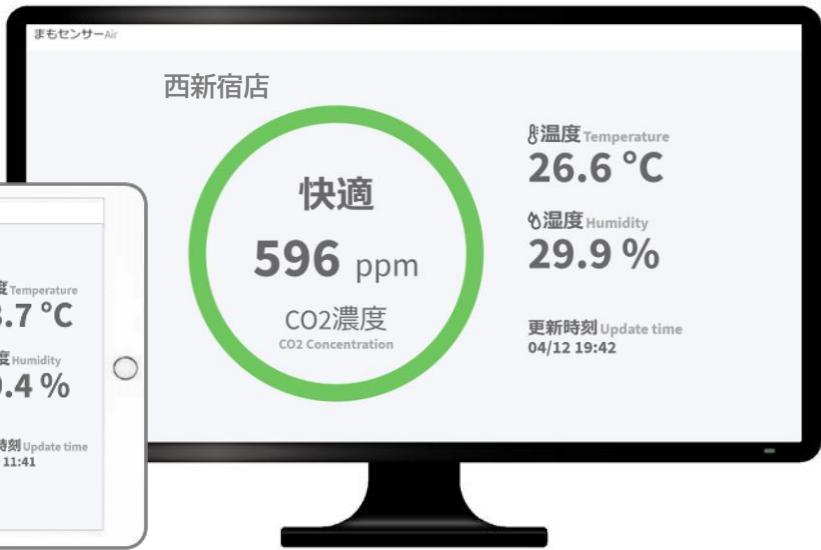 まもセンサーAir
西新宿店
快適
596 ppm
CO2濃度
CO2 Concentration
温度 Temperature
26.6 °C
湿度 Humidity
29.9 %
更新時刻 Update time
04/12 19:42
度 Temperature
.7 °C
度 Humidity
.4 %
時刻 Update time
11:41